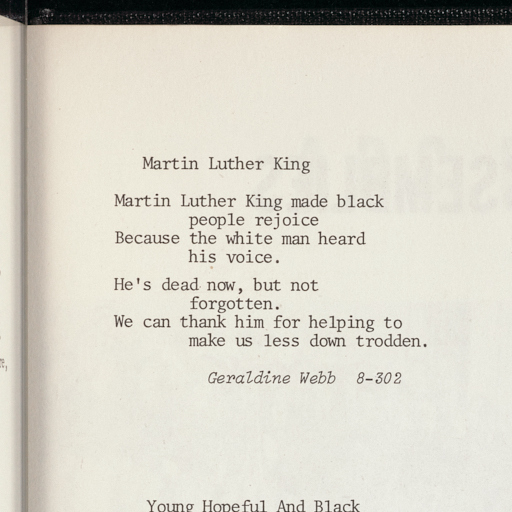 Martin Luther King
Martin Luther King made black
people rejoice
Because the white man heard
his voice.
He's dead now, but not
forgotten.
We can thank him for helping to
make us less down trodden.
Geraldine Webb 8-302
Young Hopeful And Black